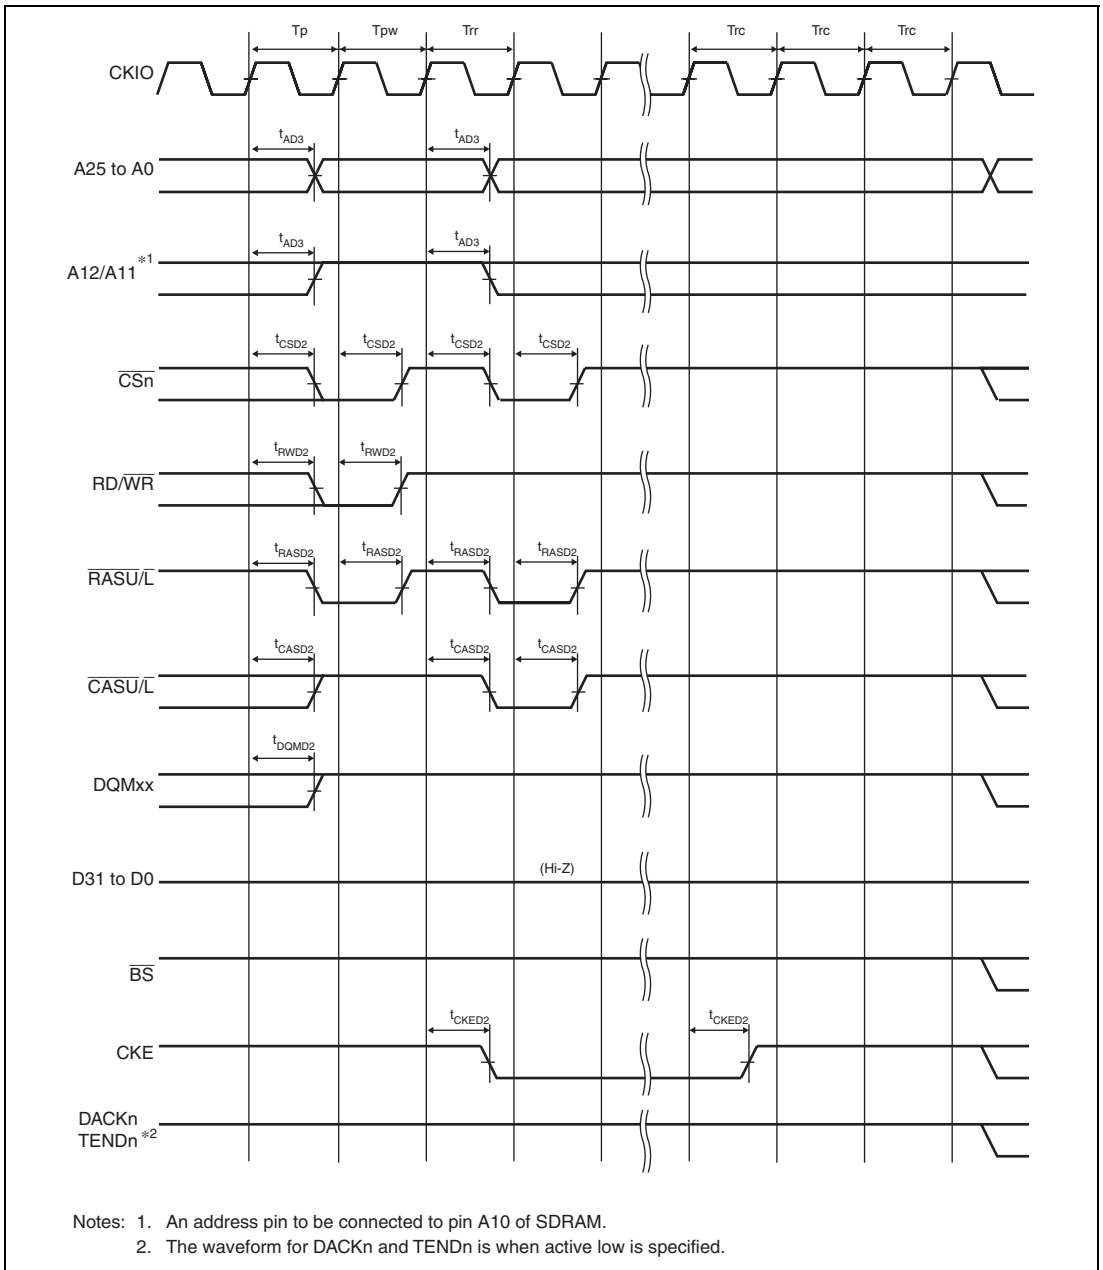 Tp Tpw Trr Trc Trc Trc
CKIO
tAD3 tAD3
A25 to A0
tAD3 tAD3
A12/A11 *1
tCSD2 tCSD2 tCSD2 tCSD2
CSn
tRWD2 tRWD2
RD/WR
tRASD2 tRASD2 tRASD2 tRASD2
RASU/L
tCASD2 tCASD2 tCASD2
CASU/L
tDQMD2
DQMxx
(Hi-Z)
D31 to D0
BS
tCKED2 tCKED2
CKE
DACKn
TENDn *2
Notes: 1. An address pin to be connected to pin A10 of SDRAM.
2. The waveform for DACKn and TENDn is when active low is specified.